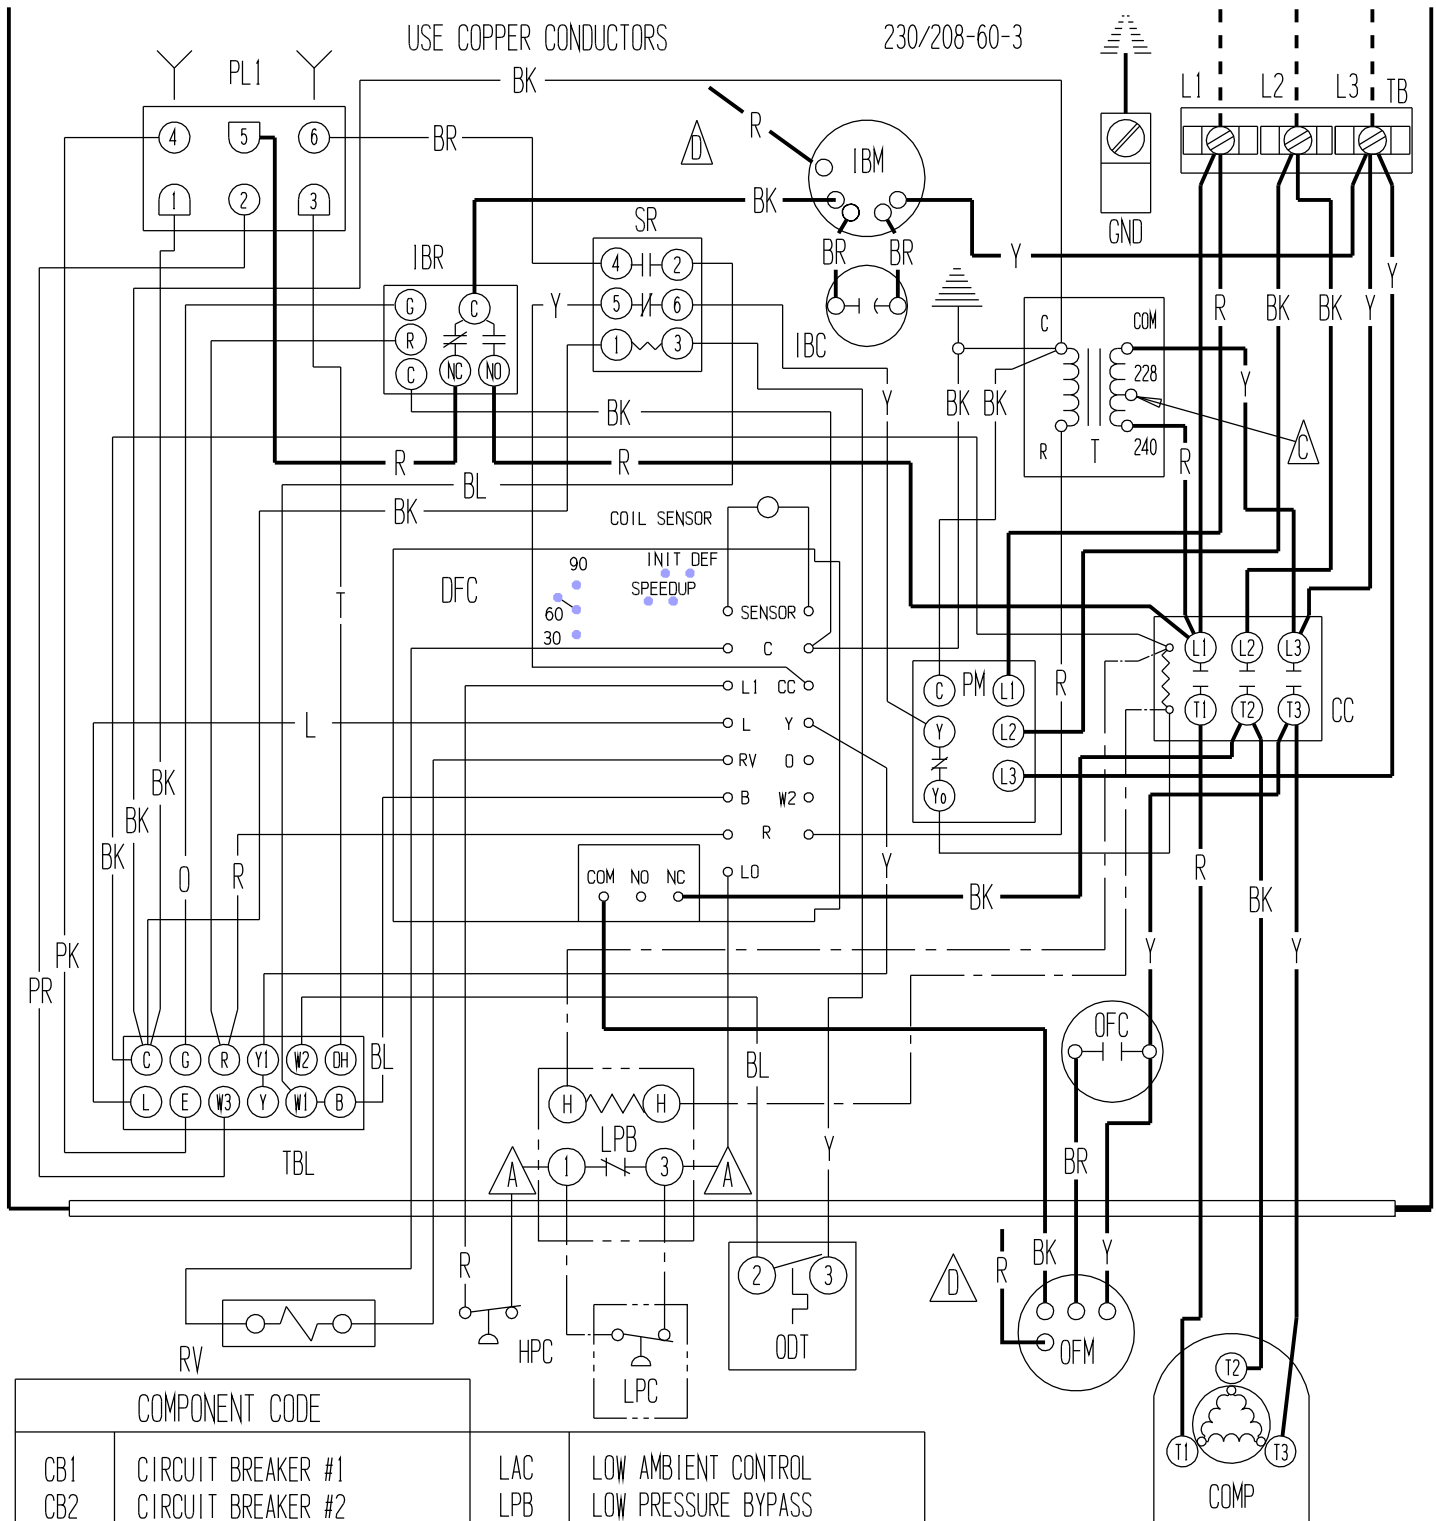 USE COPPER CONDUCTORS 230/208-60-3
PL1 BK L1 L2 L3 TB
4 5 6 BR R D IBM
1 2 3 BK GND
SR
IBR BR BR Y Y
4 2
G C Y 5 6 IBC C COM R BK BK Y
R 1 3
C NC NO 228 Y
BK Y BK BK C
R R R T 240 R
BL
BK COIL SENSOR
90 INIT DEF
DFC SPEEDUP
T 60 SENSOR
30 C L1 L2 L3
L1 CC C PM L1 R T1 T2 T3 CC
L L Y Y L2
RV O L3
BK B W2 Yo
BK R
BK O R LO Y R
COM NO NC BK BK
PK Y Y
PR
OFC
C G R Y1 W2 DH BL BL
L E W3 Y W1 B H H
LPB Y BR
TBL A 1 3 A
R 2 3 D R BK Y
HPC ODT OFM
RV LPC T2
COMPONENT CODE
T1 T3
CB1 CIRCUIT BREAKER #1 LAC LOW AMBIENT CONTROL
COMP
CB2 CIRCUIT BREAKER #2 LPB LOW PRESSURE BYPASS